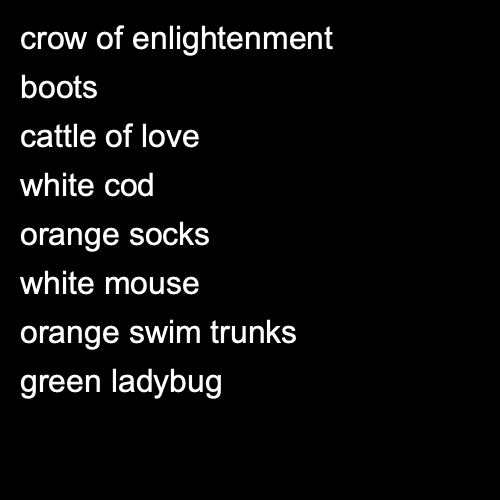 crow of enlightenment
boots
cattle of love
white cod
orange socks
white mouse
orange swim trunks
green ladybug